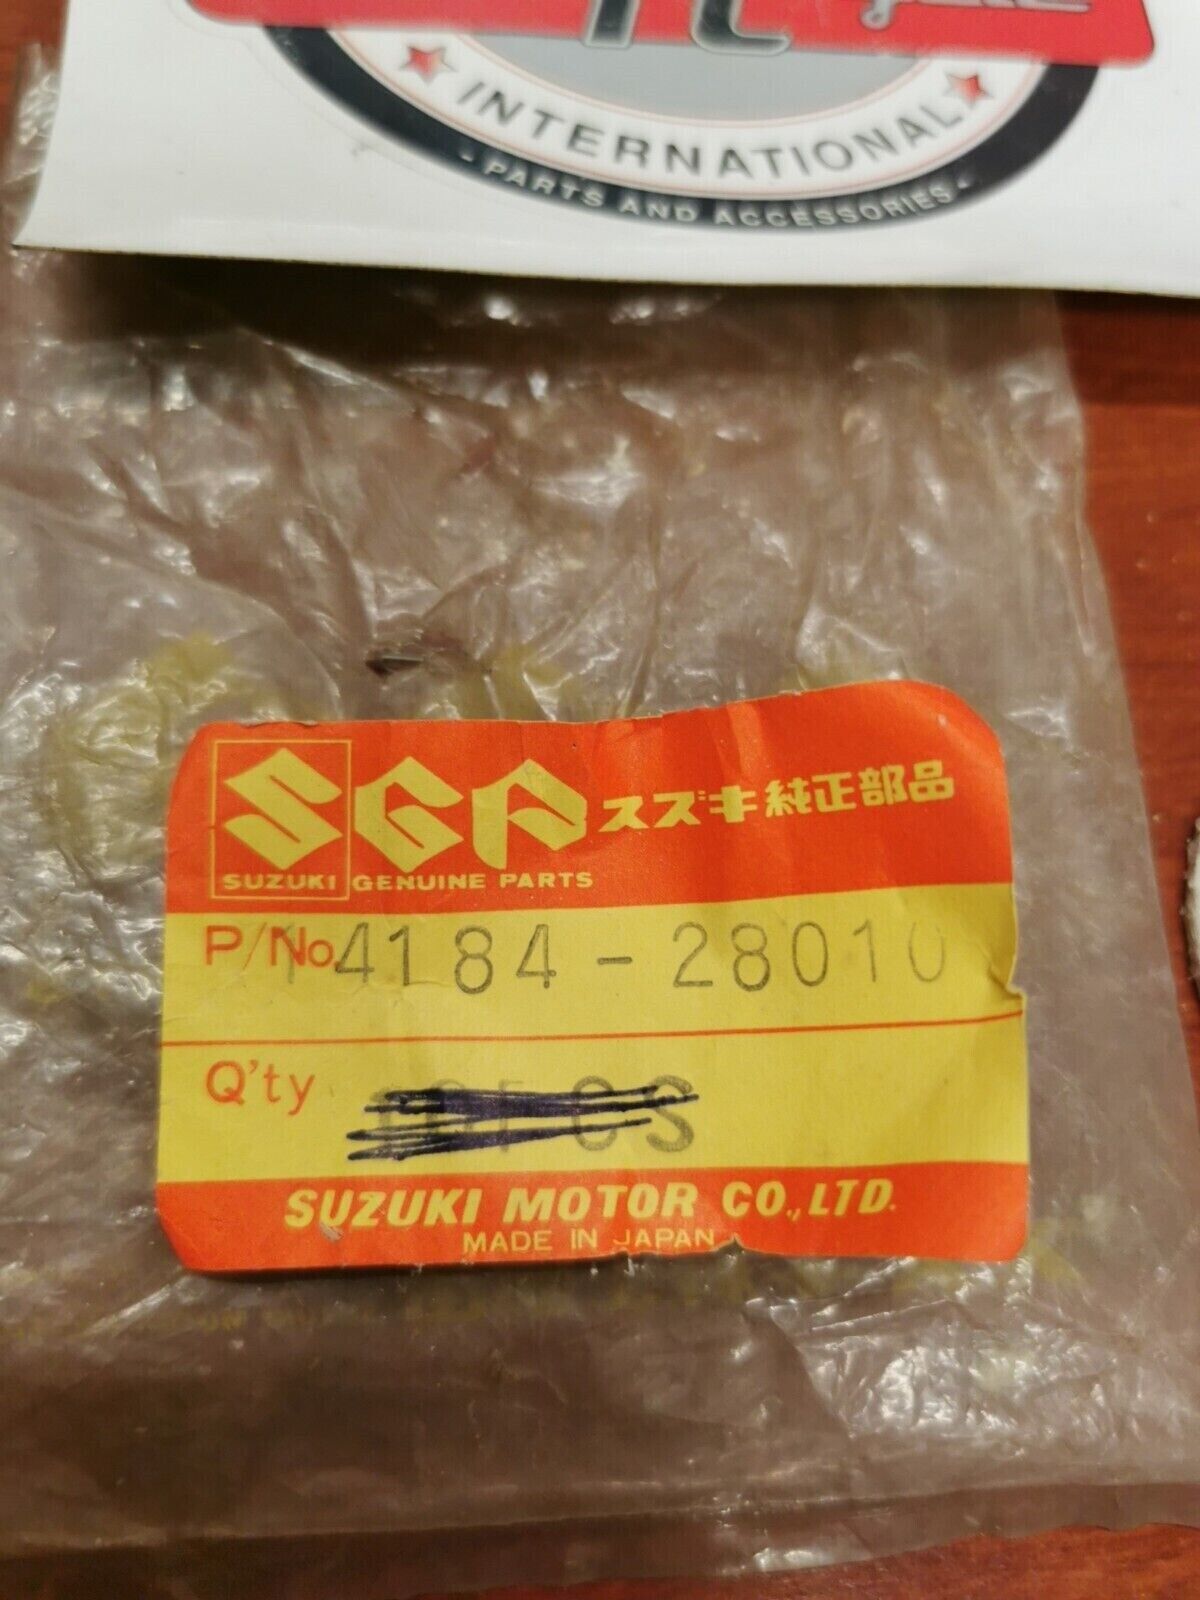 INTERNATIONAL
- PARTS AND ACCESSORIES -
SGP スズキ純正部品
SUZUKI GENUINE PARTS
P/No. 14184-28010
Q'ty
SUZUKI MOTOR CO., LTD.
MADE IN JAPAN